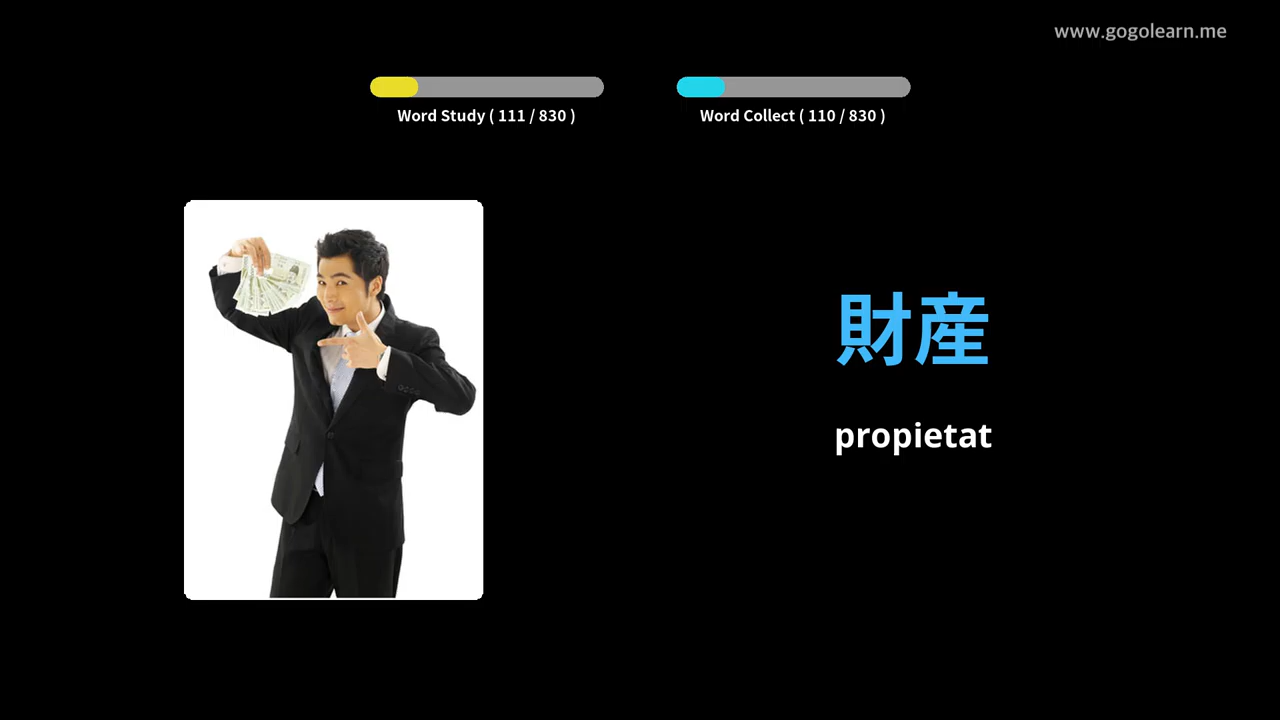 www.gogolearn.me
Word Study ( 111 / 830 )
Word Collect ( 110 / 830 )
財産
propietat